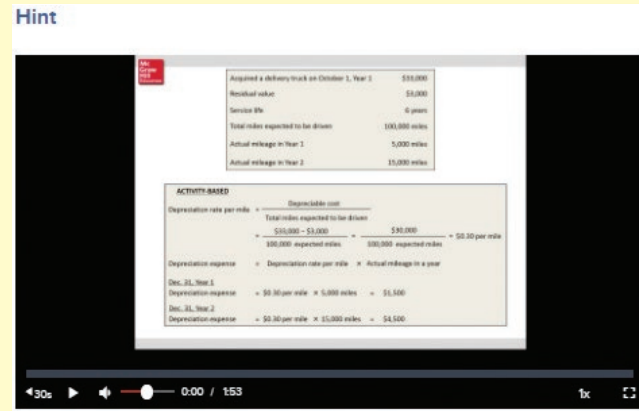 Hint
Mc
Graw
Hill
Education
Acquired a delivery truck on October 1, Year 1 $33,000
Residual value $3,000
Service life 6 years
Total miles expected to be driven 100,000 miles
Actual mileage in Year 1 5,000 miles
Actual mileage in Year 2 15,000 miles
ACTIVITY-BASED
Depreciation rate per mile = Depreciable cost
Total miles expected to be driven
= $33,000 – $3,000 = $30,000 = $0.30 per mile
100,000 expected miles 100,000 expected miles
Depreciation expense = Depreciation rate per mile × Actual mileage in a year
Dec. 31, Year 1
Depreciation expense = $0.30 per mile × 5,000 miles = $1,500
Dec. 31, Year 2
Depreciation expense = $0.30 per mile × 15,000 miles = $4,500
30s 0:00 / 1:53 1x